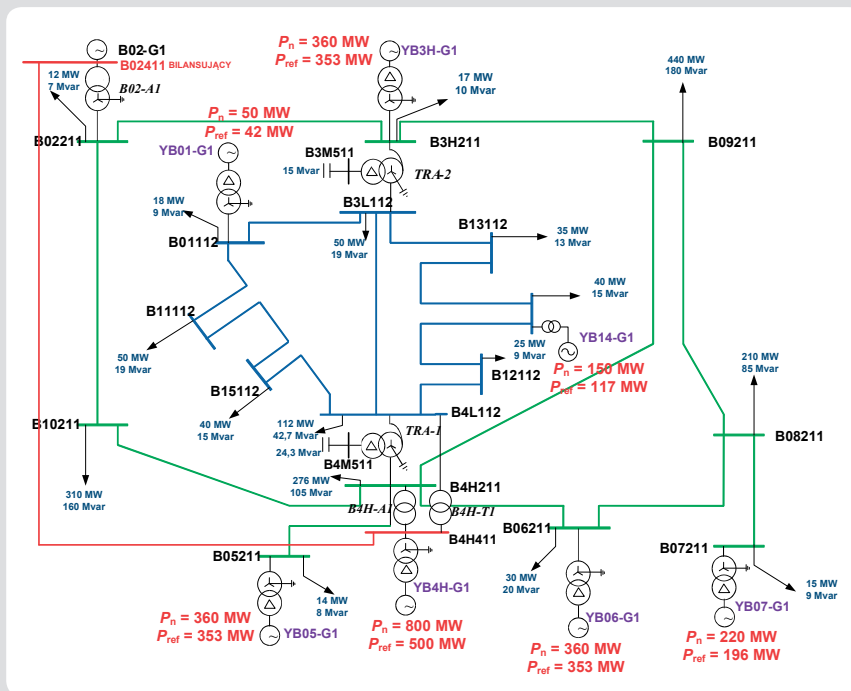 B02-G1
B02411 BILANSUJĄCY
12 MW
7 Mvar
B02-A1
B02211
Pn = 360 MW
Pref = 353 MW
YB3H-G1
17 MW
10 Mvar
B3H211
440 MW
180 Mvar
B09211
Pn = 50 MW
Pref = 42 MW
YB01-G1
B3M511
15 Mvar
TRA-2
B3L112
18 MW
9 Mvar
B01112
50 MW
19 Mvar
B13112
35 MW
13 Mvar
40 MW
15 Mvar
YB14-G1
Pn = 150 MW
Pref = 117 MW
B11112
50 MW
19 Mvar
B15112
40 MW
15 Mvar
25 MW
9 Mvar
B12112
210 MW
85 Mvar
B08211
B10211
310 MW
160 Mvar
112 MW
42,7 Mvar
24,3 Mvar
TRA-1
B4L112
B4M511
276 MW
105 Mvar
B4H211
B4H-A1
B4H-T1
B4H411
B05211
14 MW
8 Mvar
YB05-G1
Pn = 360 MW
Pref = 353 MW
YB4H-G1
Pn = 800 MW
Pref = 500 MW
B06211
30 MW
20 Mvar
YB06-G1
Pn = 360 MW
Pref = 353 MW
B07211
15 MW
9 Mvar
YB07-G1
Pn = 220 MW
Pref = 196 MW